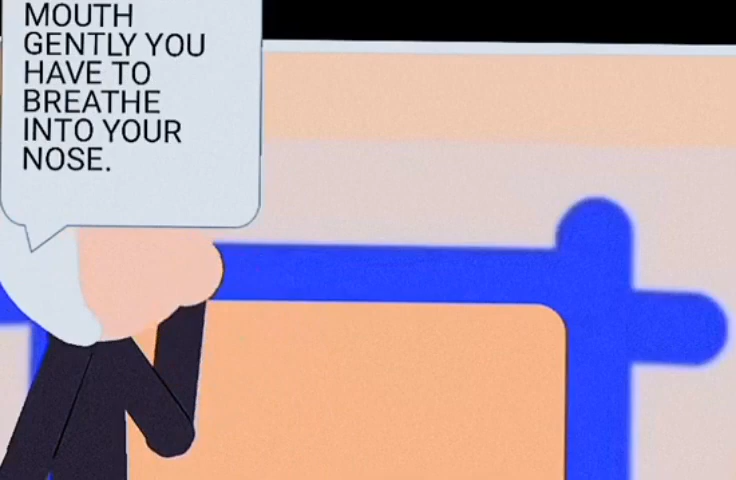 MOUTH
GENTLY YOU
HAVE TO
BREATHE
INTO YOUR
NOSE.